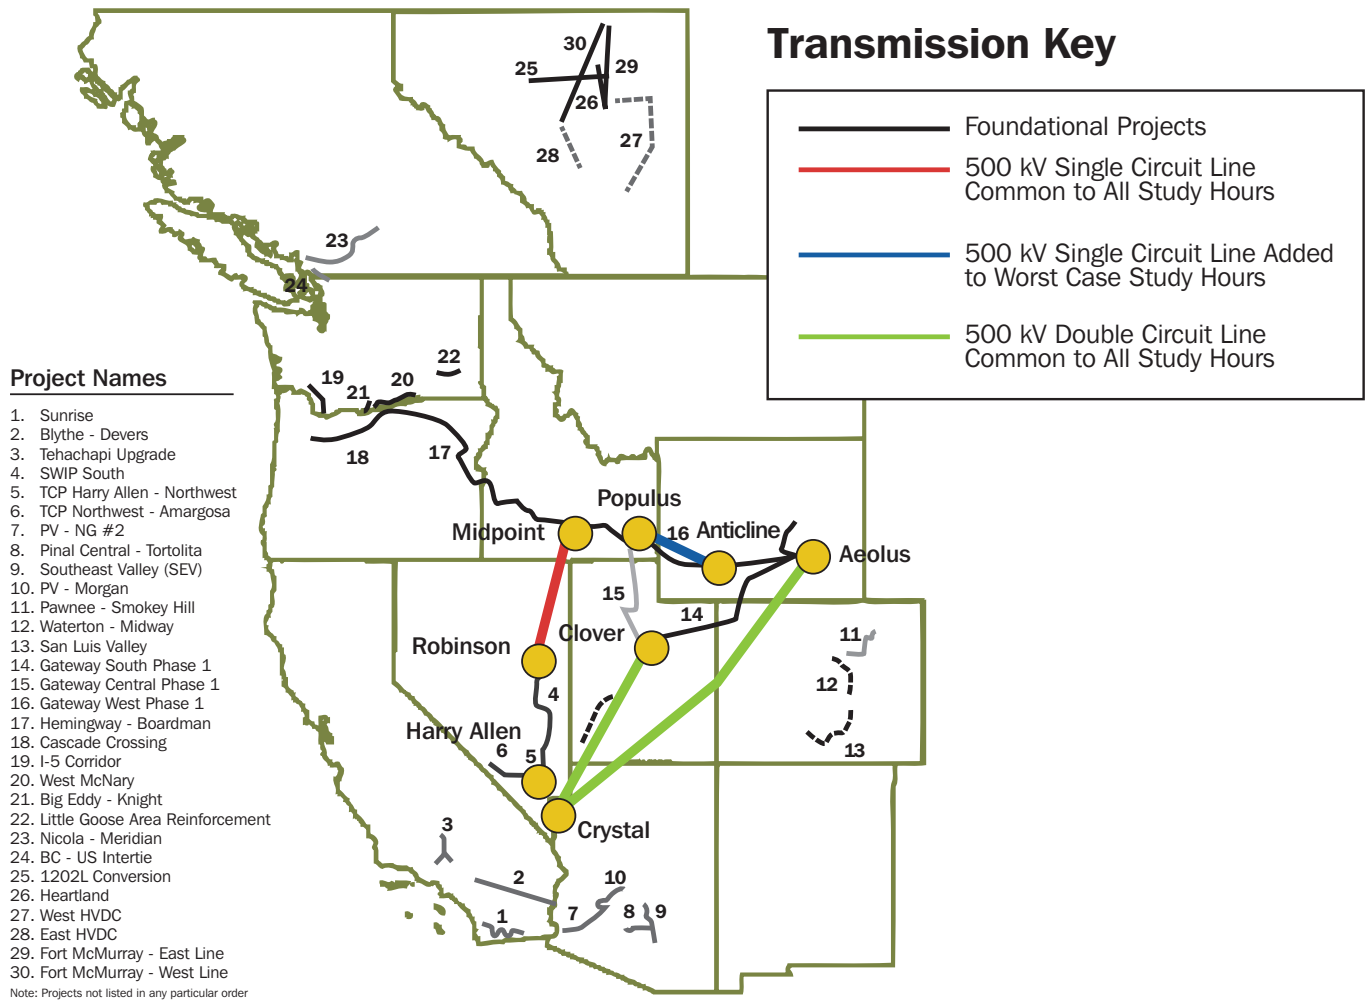 Transmission Key
Foundational Projects
500 kV Single Circuit Line
Common to All Study Hours
500 kV Single Circuit Line Added
to Worst Case Study Hours
500 kV Double Circuit Line
Common to All Study Hours
30
25
29
26
27
28
23
24
22
19
20
21
18
17
Populus
Midpoint
16
Anticline
Aeolus
15
14
Clover
Robinson
11
12
13
4
Harry Allen
6
5
Crystal
3
2
1
10
7
8
9
Project Names
1. Sunrise
2. Blythe - Devers
3. Tehachapi Upgrade
4. SWIP South
5. TCP Harry Allen - Northwest
6. TCP Northwest - Amargosa
7. PV - NG #2
8. Pinal Central - Tortolita
9. Southeast Valley (SEV)
10. PV - Morgan
11. Pawnee - Smokey Hill
12. Waterton - Midway
13. San Luis Valley
14. Gateway South Phase 1
15. Gateway Central Phase 1
16. Gateway West Phase 1
17. Hemingway - Boardman
18. Cascade Crossing
19. I-5 Corridor
20. West McNary
21. Big Eddy - Knight
22. Little Goose Area Reinforcement
23. Nicola - Meridian
24. BC - US Intertie
25. 1202L Conversion
26. Heartland
27. West HVDC
28. East HVDC
29. Fort McMurray - East Line
30. Fort McMurray - West Line
Note: Projects not listed in any particular order